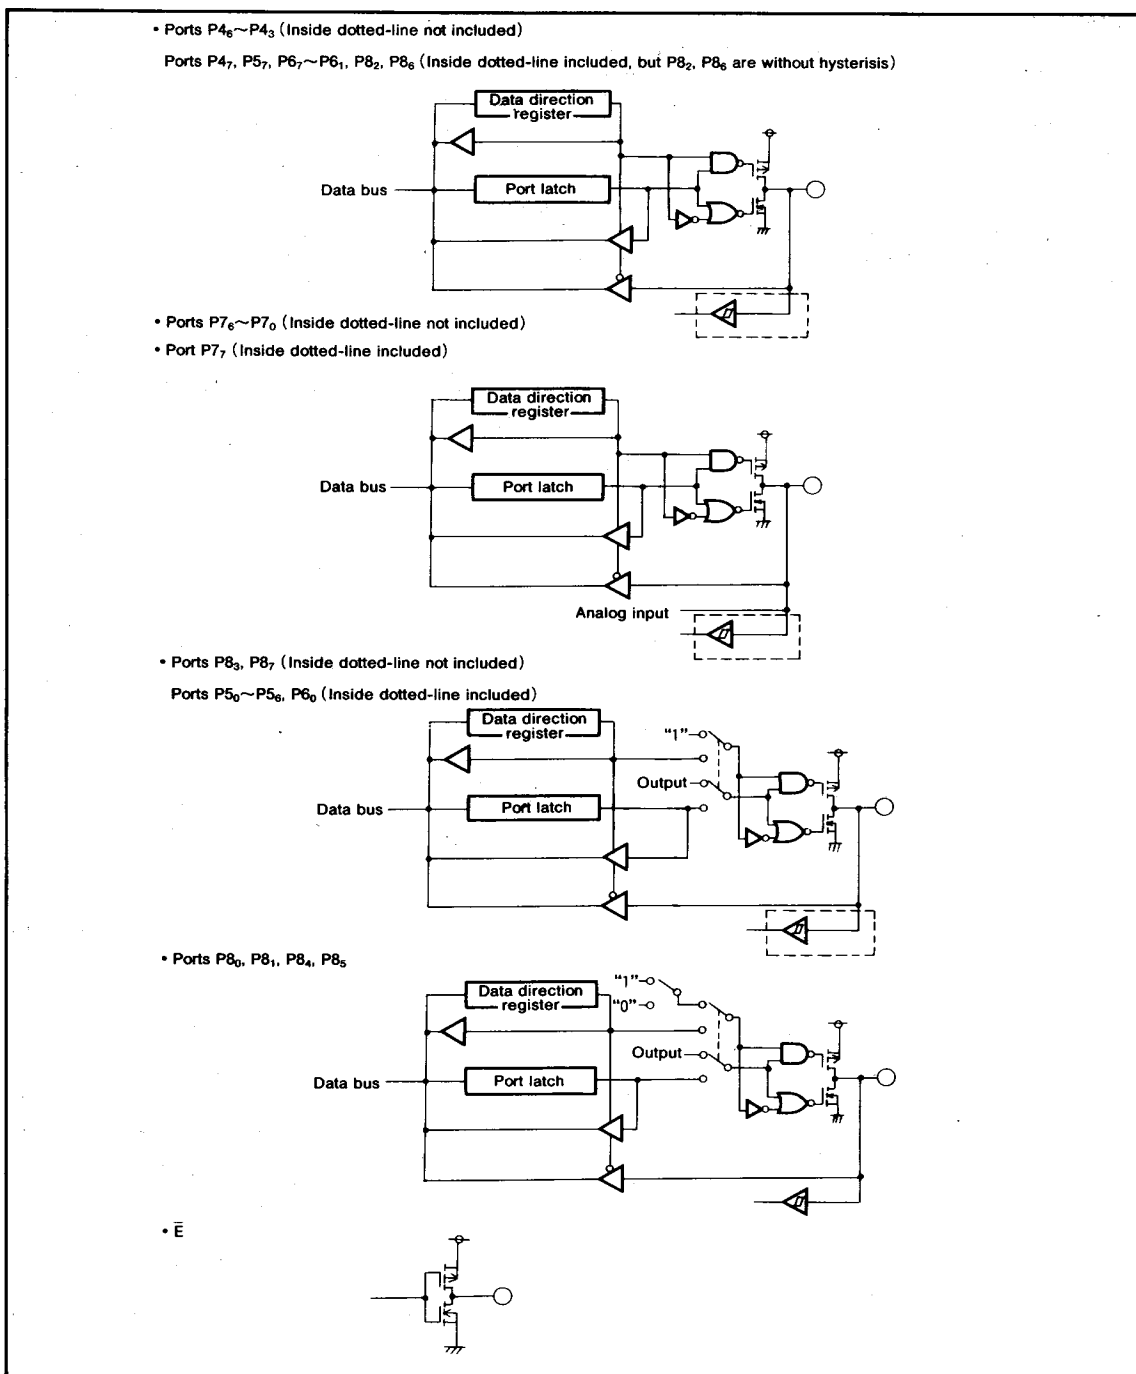 • Ports P4₆~P4₃ (Inside dotted-line not included)
Ports P4₇, P5₇, P6₇~P6₁, P8₂, P8₆ (Inside dotted-line included, but P8₂, P8₆ are without hysterisis)
Data direction
register
Data bus
Port latch
• Ports P7₆~P7₀ (Inside dotted-line not included)
• Port P7₇ (Inside dotted-line included)
Data direction
register
Data bus
Port latch
Analog input
• Ports P8₃, P8₇ (Inside dotted-line not included)
Ports P5₀~P5₆, P6₀ (Inside dotted-line included)
Data direction
register
"1"
Output
Data bus
Port latch
• Ports P8₀, P8₁, P8₄, P8₅
"1"
Data direction
register
"0"
Output
Data bus
Port latch
• E̅